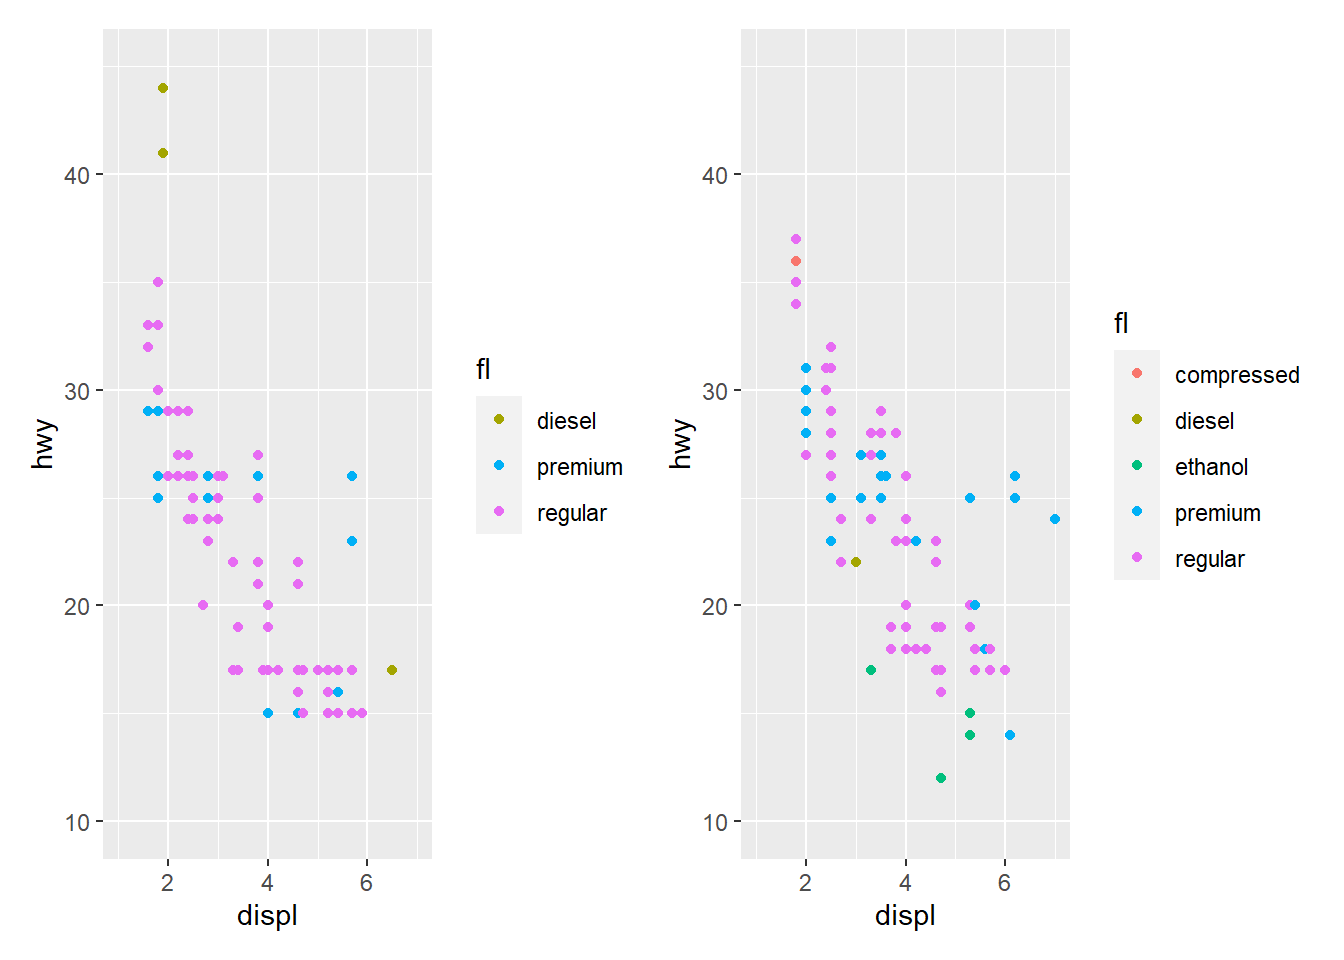 hwy
40
30
20
10
2 4 6
displ
fl
diesel
premium
regular
hwy
40
30
20
10
2 4 6
displ
fl
compressed
diesel
ethanol
premium
regular